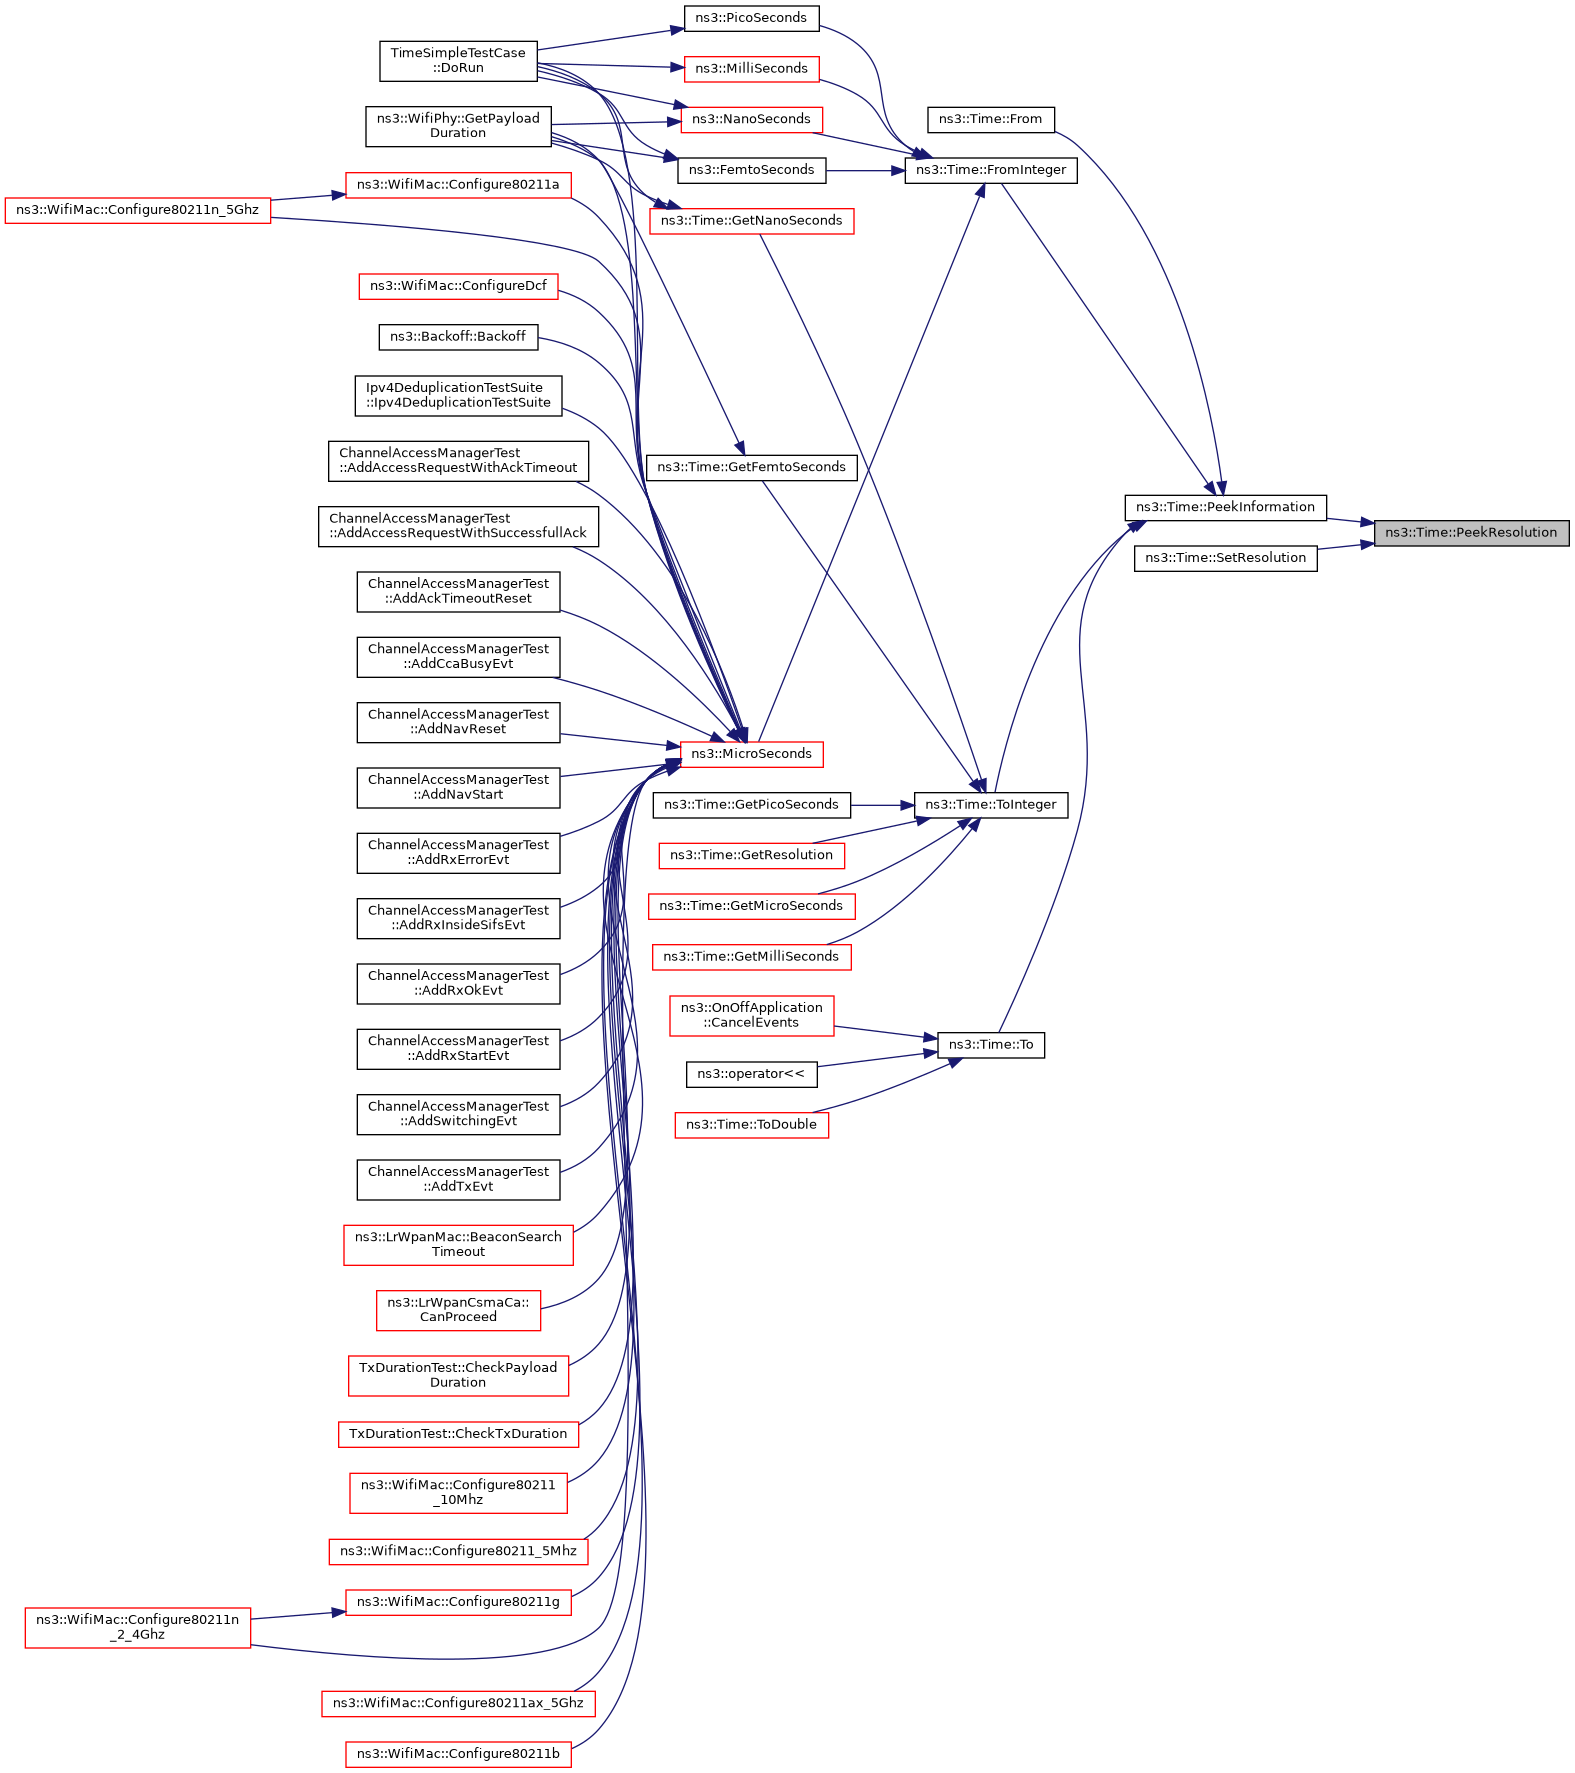 ns3::PicoSeconds
TimeSimpleTestCase
::DoRun
ns3::MilliSeconds
ns3::NanoSeconds
ns3::Time::From
ns3::WifiPhy::GetPayload
Duration
ns3::FemtoSeconds
ns3::Time::FromInteger
ns3::WifiMac::Configure80211a
ns3::WifiMac::Configure80211n_5Ghz
ns3::Time::GetNanoSeconds
ns3::WifiMac::ConfigureDcf
ns3::Backoff::Backoff
Ipv4DeduplicationTestSuite
::Ipv4DeduplicationTestSuite
ChannelAccessManagerTest
::AddAccessRequestWithAckTimeout
ns3::Time::GetFemtoSeconds
ns3::Time::PeekInformation
ns3::Time::PeekResolution
ChannelAccessManagerTest
::AddAccessRequestWithSuccessfullAck
ns3::Time::SetResolution
ChannelAccessManagerTest
::AddAckTimeoutReset
ChannelAccessManagerTest
::AddCcaBusyEvt
ChannelAccessManagerTest
::AddNavReset
ns3::MicroSeconds
ChannelAccessManagerTest
::AddNavStart
ns3::Time::GetPicoSeconds
ns3::Time::ToInteger
ChannelAccessManagerTest
::AddRxErrorEvt
ns3::Time::GetResolution
ChannelAccessManagerTest
::AddRxInsideSifsEvt
ns3::Time::GetMicroSeconds
ns3::Time::GetMilliSeconds
ChannelAccessManagerTest
::AddRxOkEvt
ns3::OnOffApplication
::CancelEvents
ChannelAccessManagerTest
::AddRxStartEvt
ns3::Time::To
ns3::operator<<
ChannelAccessManagerTest
::AddSwitchingEvt
ns3::Time::ToDouble
ChannelAccessManagerTest
::AddTxEvt
ns3::LrWpanMac::BeaconSearch
Timeout
ns3::LrWpanCsmaCa::
CanProceed
TxDurationTest::CheckPayload
Duration
TxDurationTest::CheckTxDuration
ns3::WifiMac::Configure80211
_10Mhz
ns3::WifiMac::Configure80211_5Mhz
ns3::WifiMac::Configure80211g
ns3::WifiMac::Configure80211n
_2_4Ghz
ns3::WifiMac::Configure80211ax_5Ghz
ns3::WifiMac::Configure80211b